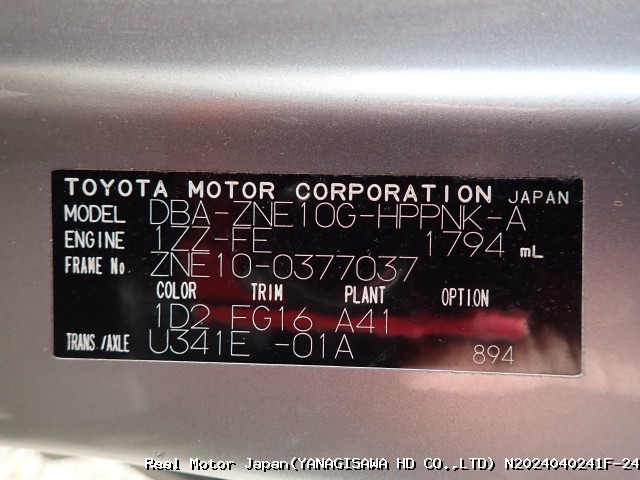 TOYOTA MOTOR CORPORATION JAPAN
MODEL DBA-ZNE10G-HPPNK-A
ENGINE 1ZZ-FE 1794 mL
FRAME No. ZNE10-0377037
COLOR TRIM PLANT OPTION
1D2 FG16 A41
TRANS./AXLE U341E -01A 894
Real Motor Japan(YANAGISAWA HD CO.,LTD) N2024040241F-24